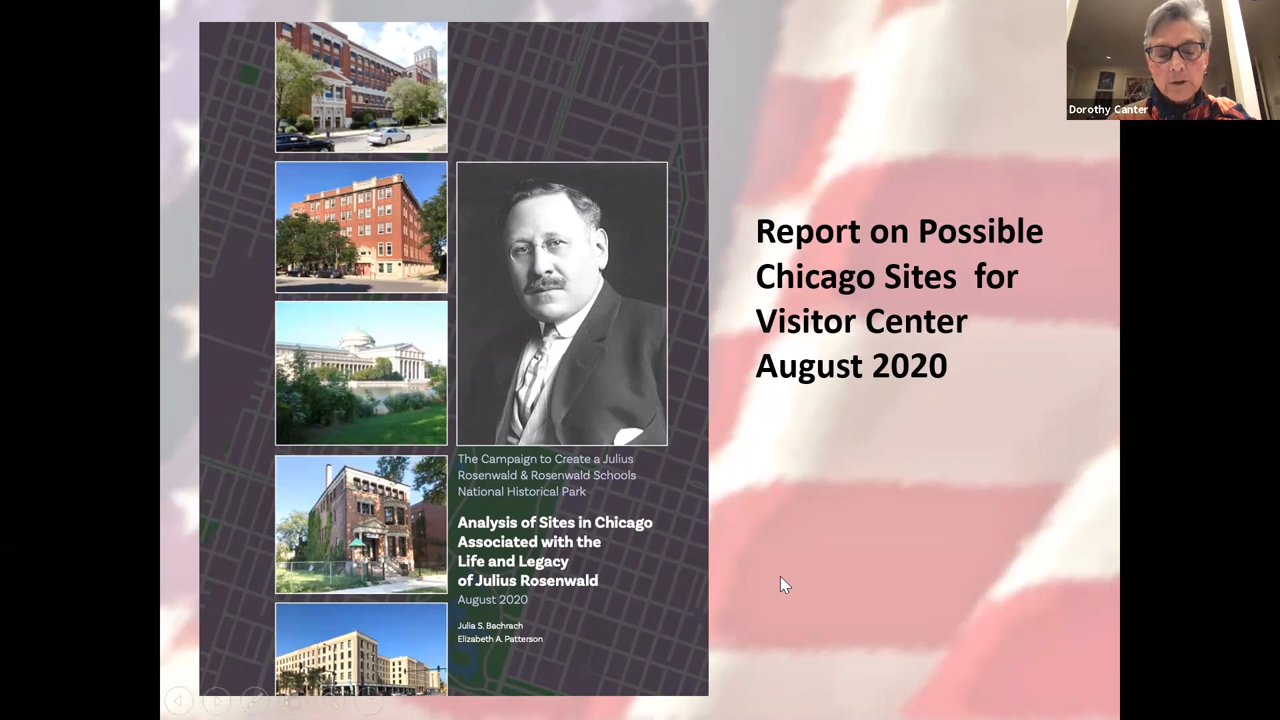 Dorothy Canter
Report on Possible
Chicago Sites  for
Visitor Center
August 2020
The Campaign to Create a Julius
Rosenwald & Rosenwald Schools
National Historical Park
Analysis of Sites in Chicago
Associated with the
Life and Legacy
of Julius Rosenwald
August 2020
Julia S. Bachrach
Elizabeth A. Patterson